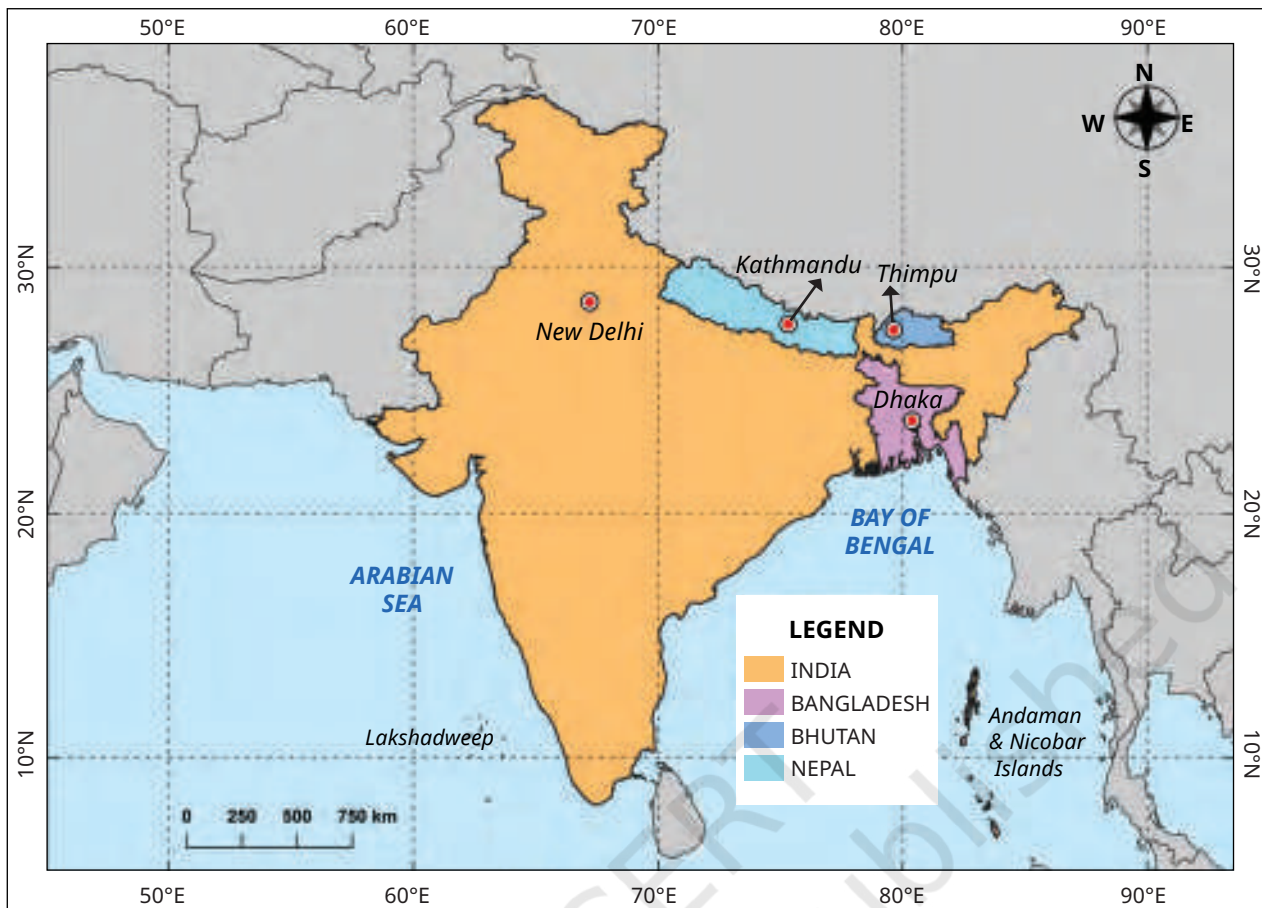 50°E 60°E 70°E 80°E 90°E
N
W E
S
30°N
30°N
Kathmandu
Thimpu
New Delhi
Dhaka
20°N
20°N
BAY OF
BENGAL
ARABIAN
SEA
LEGEND
INDIA
BANGLADESH
BHUTAN
NEPAL
Lakshadweep
Andaman
& Nicobar
Islands
10°N
10°N
0 250 500 750 km
50°E 60°E 70°E 80°E 90°E